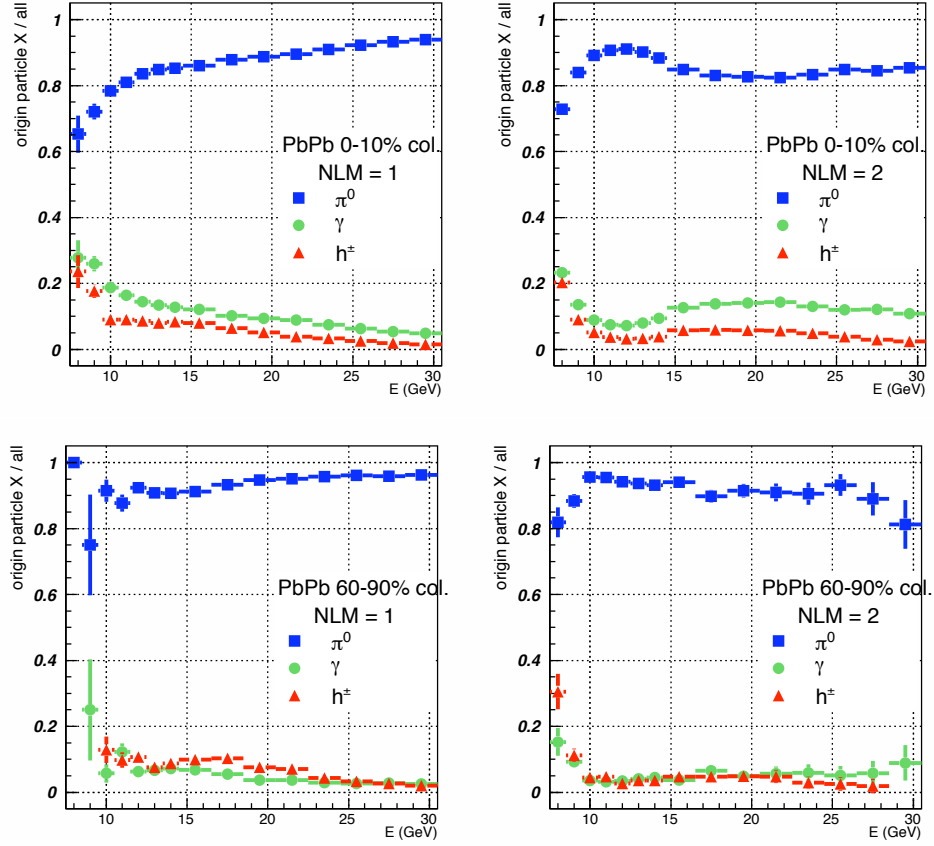 origin particle X / all
1
0.8
0.6
0.4
0.2
0
PbPb 0-10% col.
NLM = 1
π⁰
γ
h±
10 15 20 25 30
E (GeV)
origin particle X / all
1
0.8
0.6
0.4
0.2
0
PbPb 0-10% col.
NLM = 2
π⁰
γ
h±
10 15 20 25 30
E (GeV)
origin particle X / all
1
0.8
0.6
0.4
0.2
0
PbPb 60-90% col.
NLM = 1
π⁰
γ
h±
10 15 20 25 30
E (GeV)
origin particle X / all
1
0.8
0.6
0.4
0.2
0
PbPb 60-90% col.
NLM = 2
π⁰
γ
h±
10 15 20 25 30
E (GeV)